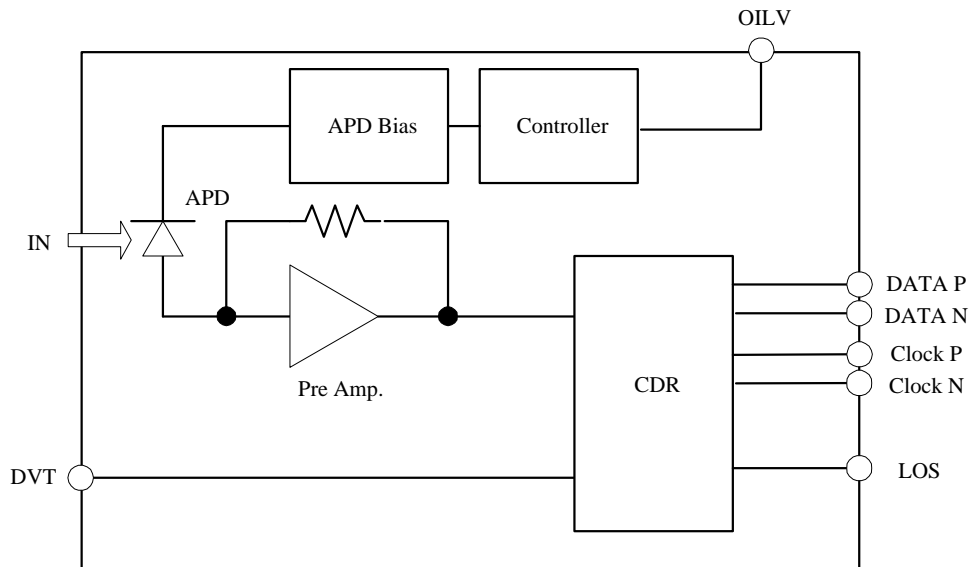 OILV
APD Bias
Controller
APD
IN
DATA P
DATA N
Clock P
CDR
Clock N
Pre Amp.
DVT
LOS